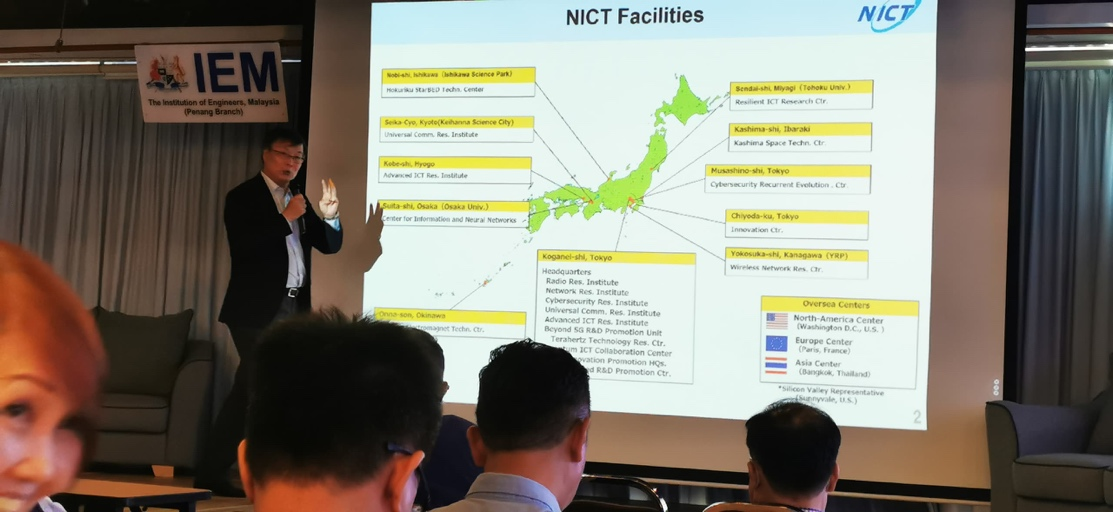 NICT Facilities
NICT
IEM
The Institution of Engineers, Malaysia
(Penang Branch)
Nobi-shi, Ishikawa (Ishikawa Science Park)
Hokuriku StarBED Techn. Center
Seika-Cyo, Kyoto(Keihanna Science City)
Universal Comm. Res. Institute
Kobe-shi, Hyogo
Advanced ICT Res. Institute
Suita-shi, Osaka (Osaka Univ.)
Center for Information and Neural Networks
Onna-son, Okinawa
Electromagnet Techn. Ctr.
Koganei-shi, Tokyo
Headquarters
Radio Res. Institute
Network Res. Institute
Cybersecurity Res. Institute
Universal Comm. Res. Institute
Advanced ICT Res. Institute
Beyond 5G R&D Promotion Unit
Terahertz Technology Res. Ctr.
ICT Collaboration Center
Promotion HQs.
R&D Promotion Ctr.
Sendai-shi, Miyagi (Tohoku Univ.)
Resilient ICT Research Ctr.
Kashima-shi, Ibaraki
Kashima Space Techn. Ctr.
Musashino-shi, Tokyo
Cybersecurity Recurrent Evolution . Ctr.
Chiyoda-ku, Tokyo
Innovation Ctr.
Yokosuka-shi, Kanagawa (YRP)
Wireless Network Res. Ctr.
Oversea Centers
North-America Center
(Washington D.C., U.S. )
Europe Center
(Paris, France)
Asia Center
(Bangkok, Thailand)
*Silicon Valley Representative
(Sunnyvale, U.S.)
2